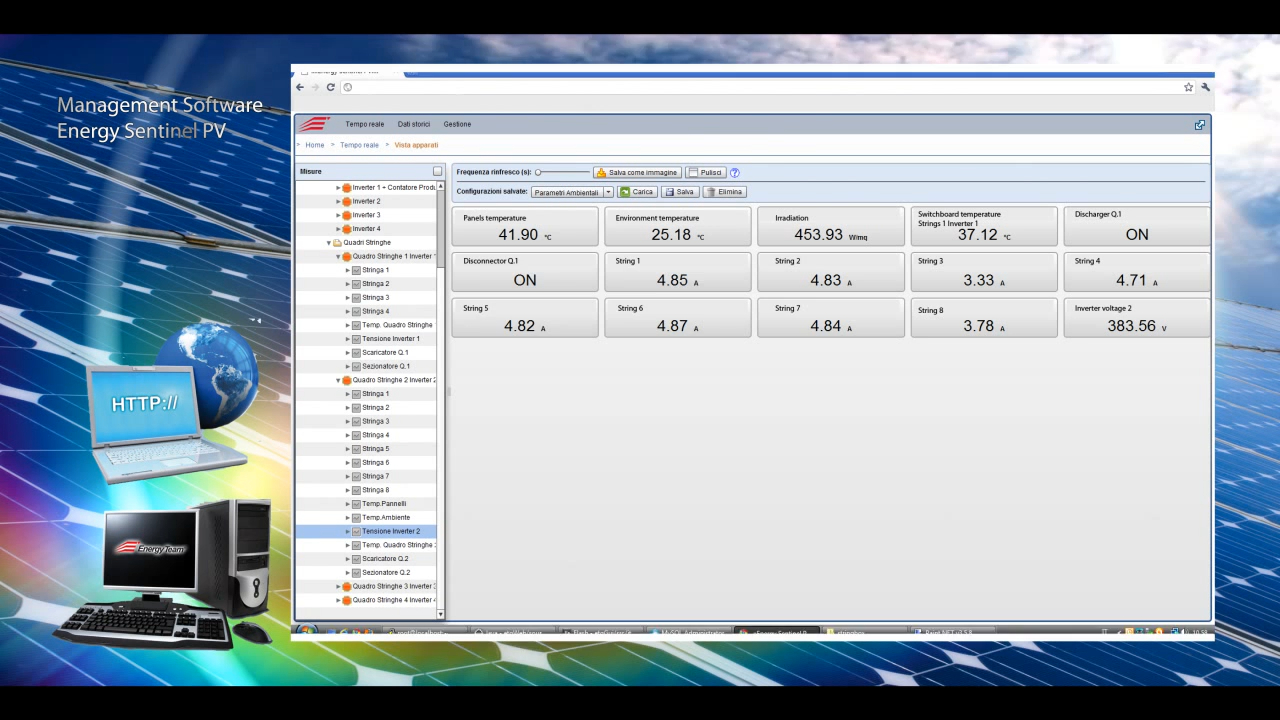 Management Software
Energy Sentinel PV
Tempo reale Dati storici Gestione
> Home > Tempo reale > Vista apparati
Misure
Frequenza rinfresco (s): Salva come immagine Pulisci ?
Configurazioni salvate: Parametri Ambientali Carica Salva Elimina
Inverter 1 + Contatore Prod
Inverter 2
Inverter 3
Inverter 4
Quadri Stringhe
Quadro Stringhe 1 Inverter
Stringa 1
Stringa 2
Stringa 3
Stringa 4
Temp. Quadro Stringhe
Tensione Inverter 1
Scaricatore Q.1
Sezionatore Q.1
Quadro Stringhe 2 Inverter 2
Stringa 1
Stringa 2
Stringa 3
Stringa 4
Stringa 5
Stringa 6
Stringa 7
Stringa 8
Temp.Pannelli
Temp.Ambiente
Tensione Inverter 2
Temp. Quadro Stringhe
Scaricatore Q.2
Sezionatore Q.2
Quadro Stringhe 3 Inverter
Quadro Stringhe 4 Inverter
Panels temperature
41.90 °C
Environment temperature
25.18 °C
Irradiation
453.93 W/mq
Switchboard temperature
Strings 1 Inverter 1
37.12 °C
Discharger Q.1
ON
Disconnector Q.1
ON
String 1
4.85 A
String 2
4.83 A
String 3
3.33 A
String 4
4.71 A
String 5
4.82 A
String 6
4.87 A
String 7
4.84 A
String 8
3.78 A
Inverter voltage 2
383.56 V
HTTP://
EnergyTeam